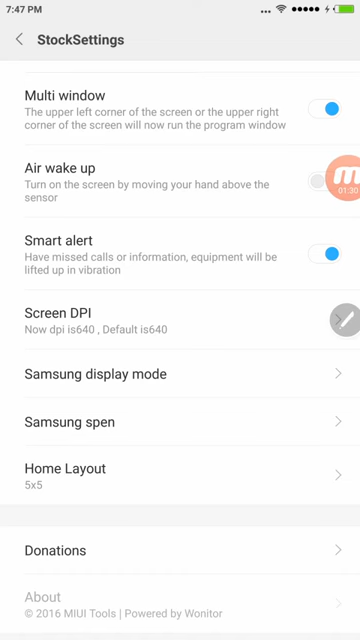 7:47 PM
StockSettings
Multi window
The upper left corner of the screen or the upper right
corner of the screen will now run the program window
Air wake up
Turn on the screen by moving your hand above the
sensor
01:30
Smart alert
Have missed calls or information, equipment will be
lifted up in vibration
Screen DPI
Now dpi is640 , Default is640
Samsung display mode
Samsung spen
Home Layout
5x5
Donations
About
© 2016 MIUI Tools | Powered by Wonitor